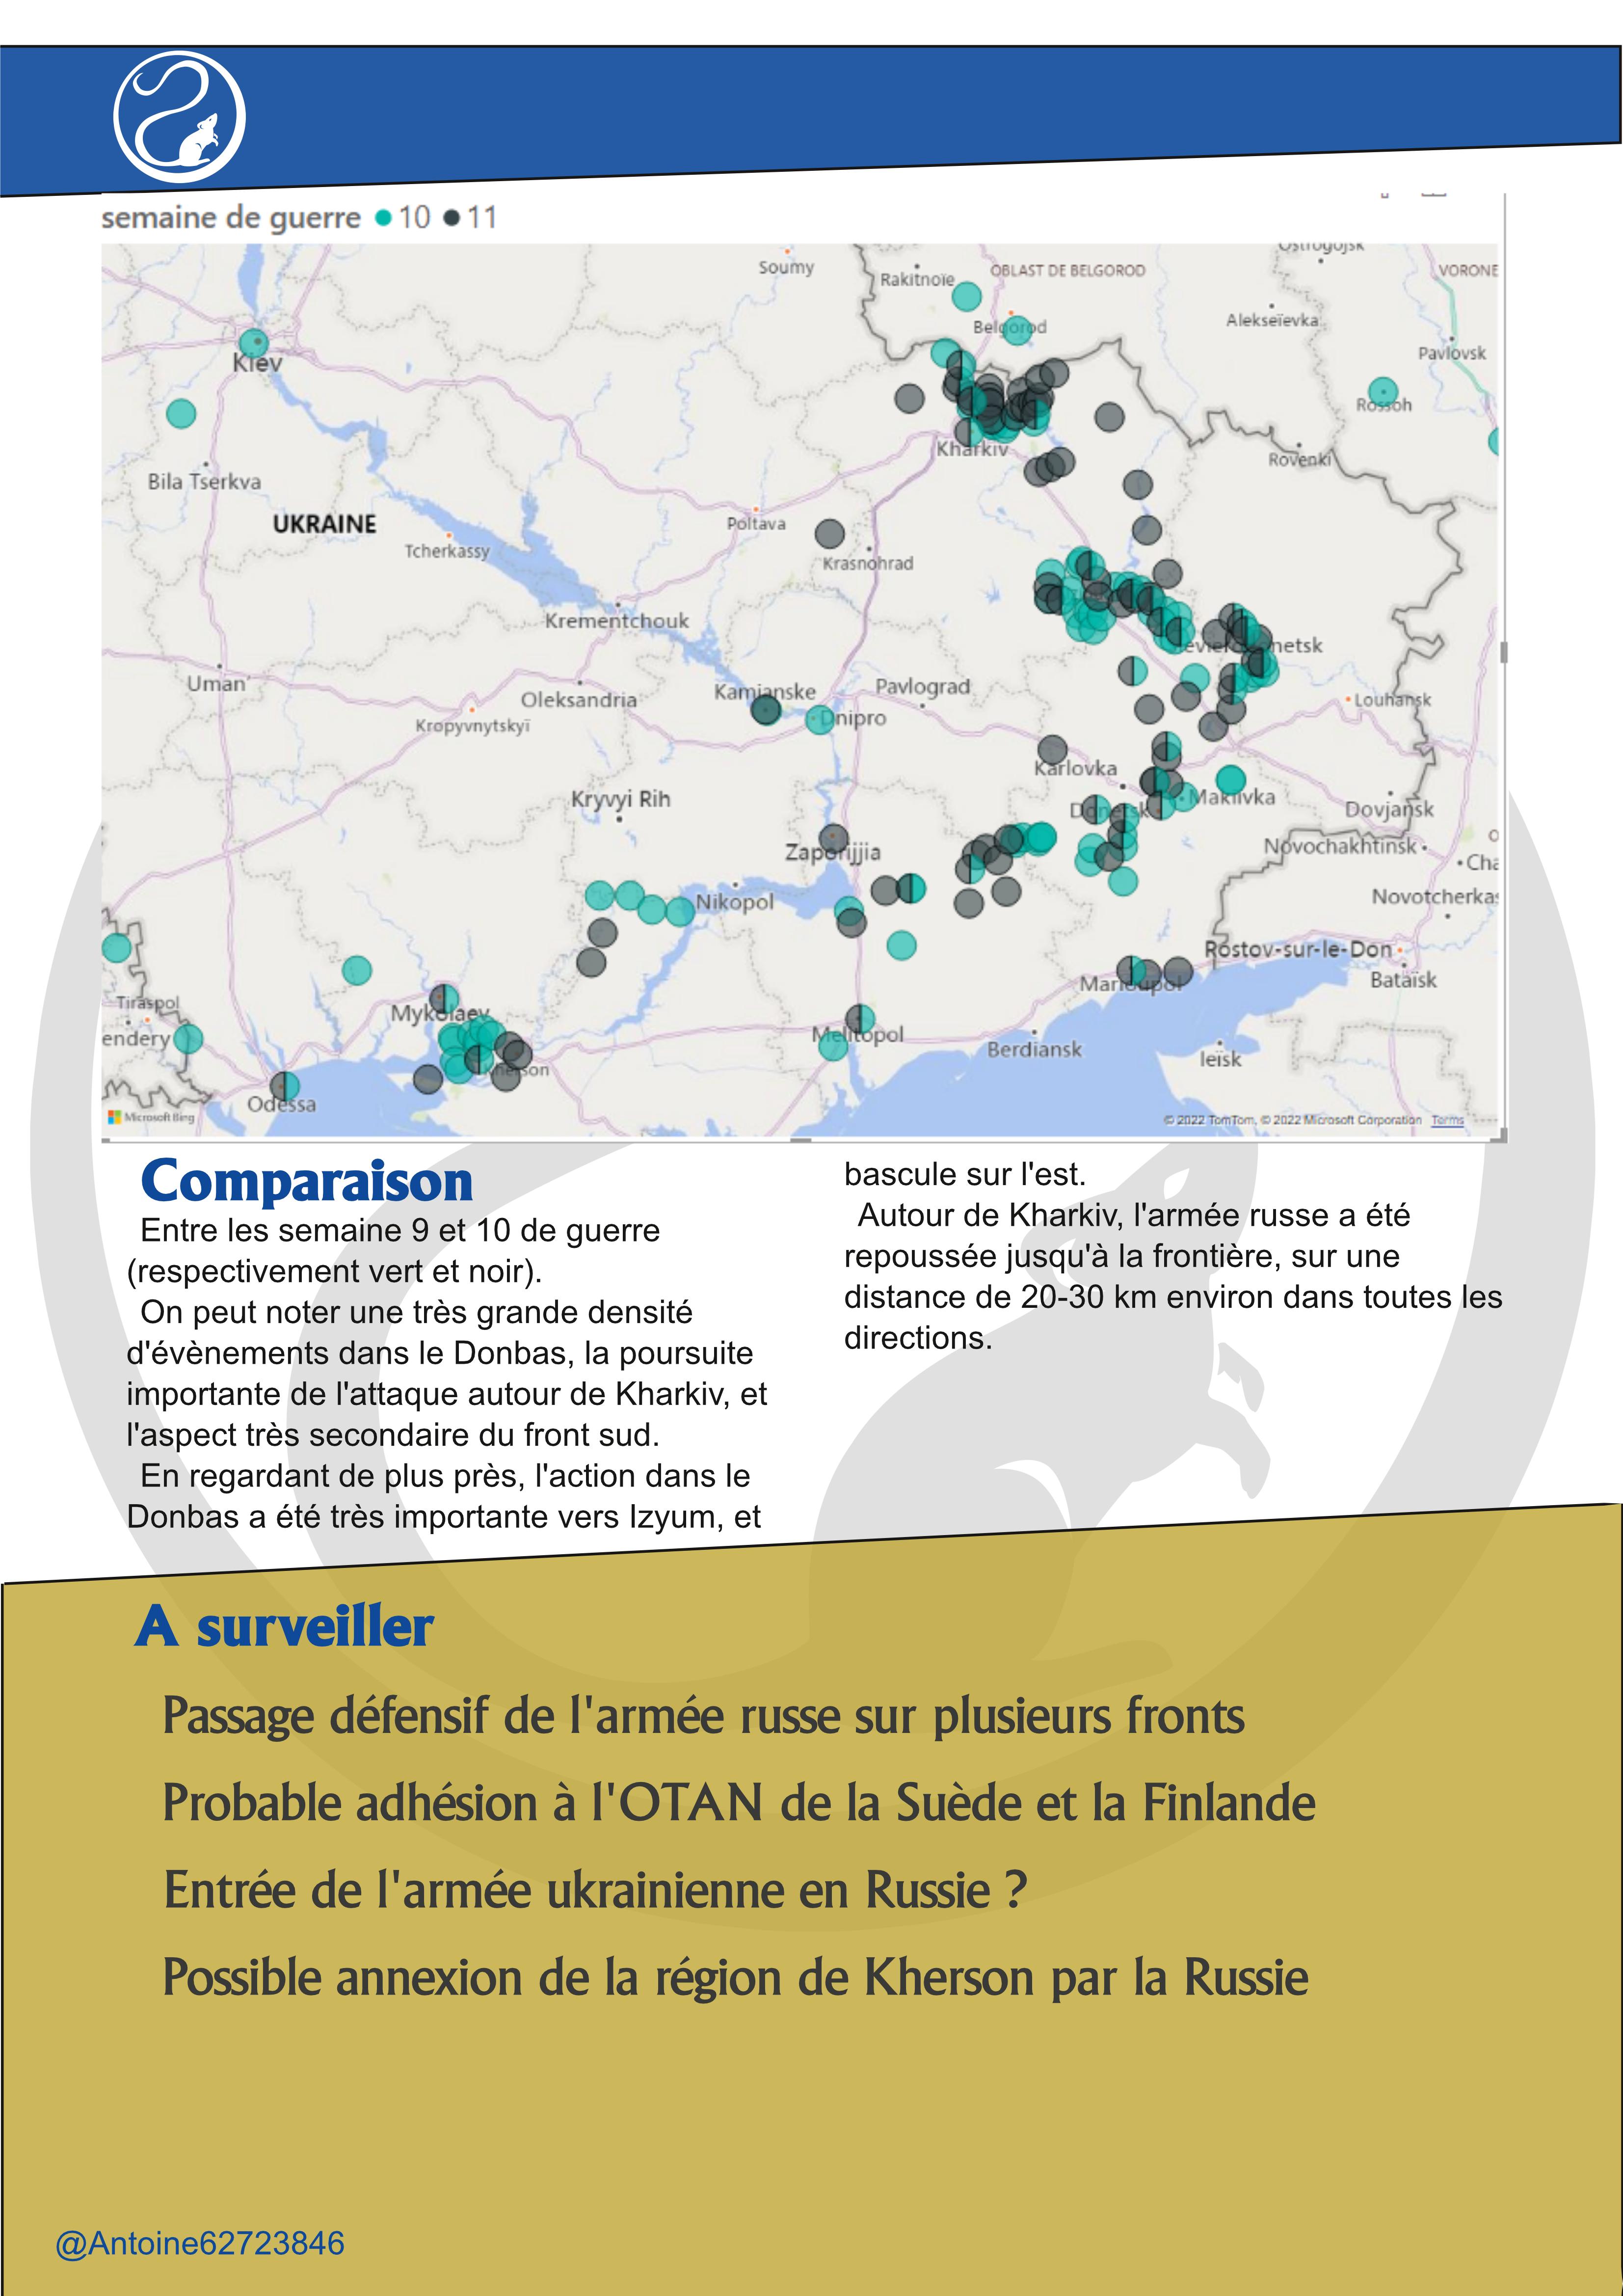 semaine de guerre 10 11
Ostrogojsk
Soumy
Rakitnoïe
OBLAST DE BELGOROD
VORONE
Belgorod
Alekseïevka
Pavlovsk
Kiev
Rossoh
Kharkiv
Rovenki
Bila Tserkva
UKRAINE
Poltava
Tcherkassy
Krasnohrad
Krementchouk
Uman'
Oleksandria
Kamianske
Pavlograd
Louhansk
Kropyvnytskyï
Dnipro
Karlovka
Kryvyi Rih
Donetsk
Makiivka
Dovjansk
Zaporijjia
Novochakhtinsk
Cha
Nikopol
Novotcherkas
Rostov-sur-le-Don
Marioupol
Bataïsk
Tiraspol
Mykolaev
endery
Melitopol
Berdiansk
Ieïsk
Kherson
Odessa
Microsoft Bing
© 2022 TomTom, © 2022 Microsoft Corporation Terms
Comparaison
Entre les semaine 9 et 10 de guerre
(respectivement vert et noir).
On peut noter une très grande densité
d'évènements dans le Donbas, la poursuite
importante de l'attaque autour de Kharkiv, et
l'aspect très secondaire du front sud.
En regardant de plus près, l'action dans le
Donbas a été très importante vers Izyum, et
bascule sur l'est.
Autour de Kharkiv, l'armée russe a été
repoussée jusqu'à la frontière, sur une
distance de 20-30 km environ dans toutes les
directions.
A surveiller
Passage défensif de l'armée russe sur plusieurs fronts
Probable adhésion à l'OTAN de la Suède et la Finlande
Entrée de l'armée ukrainienne en Russie ?
Possible annexion de la région de Kherson par la Russie
@Antoine62723846